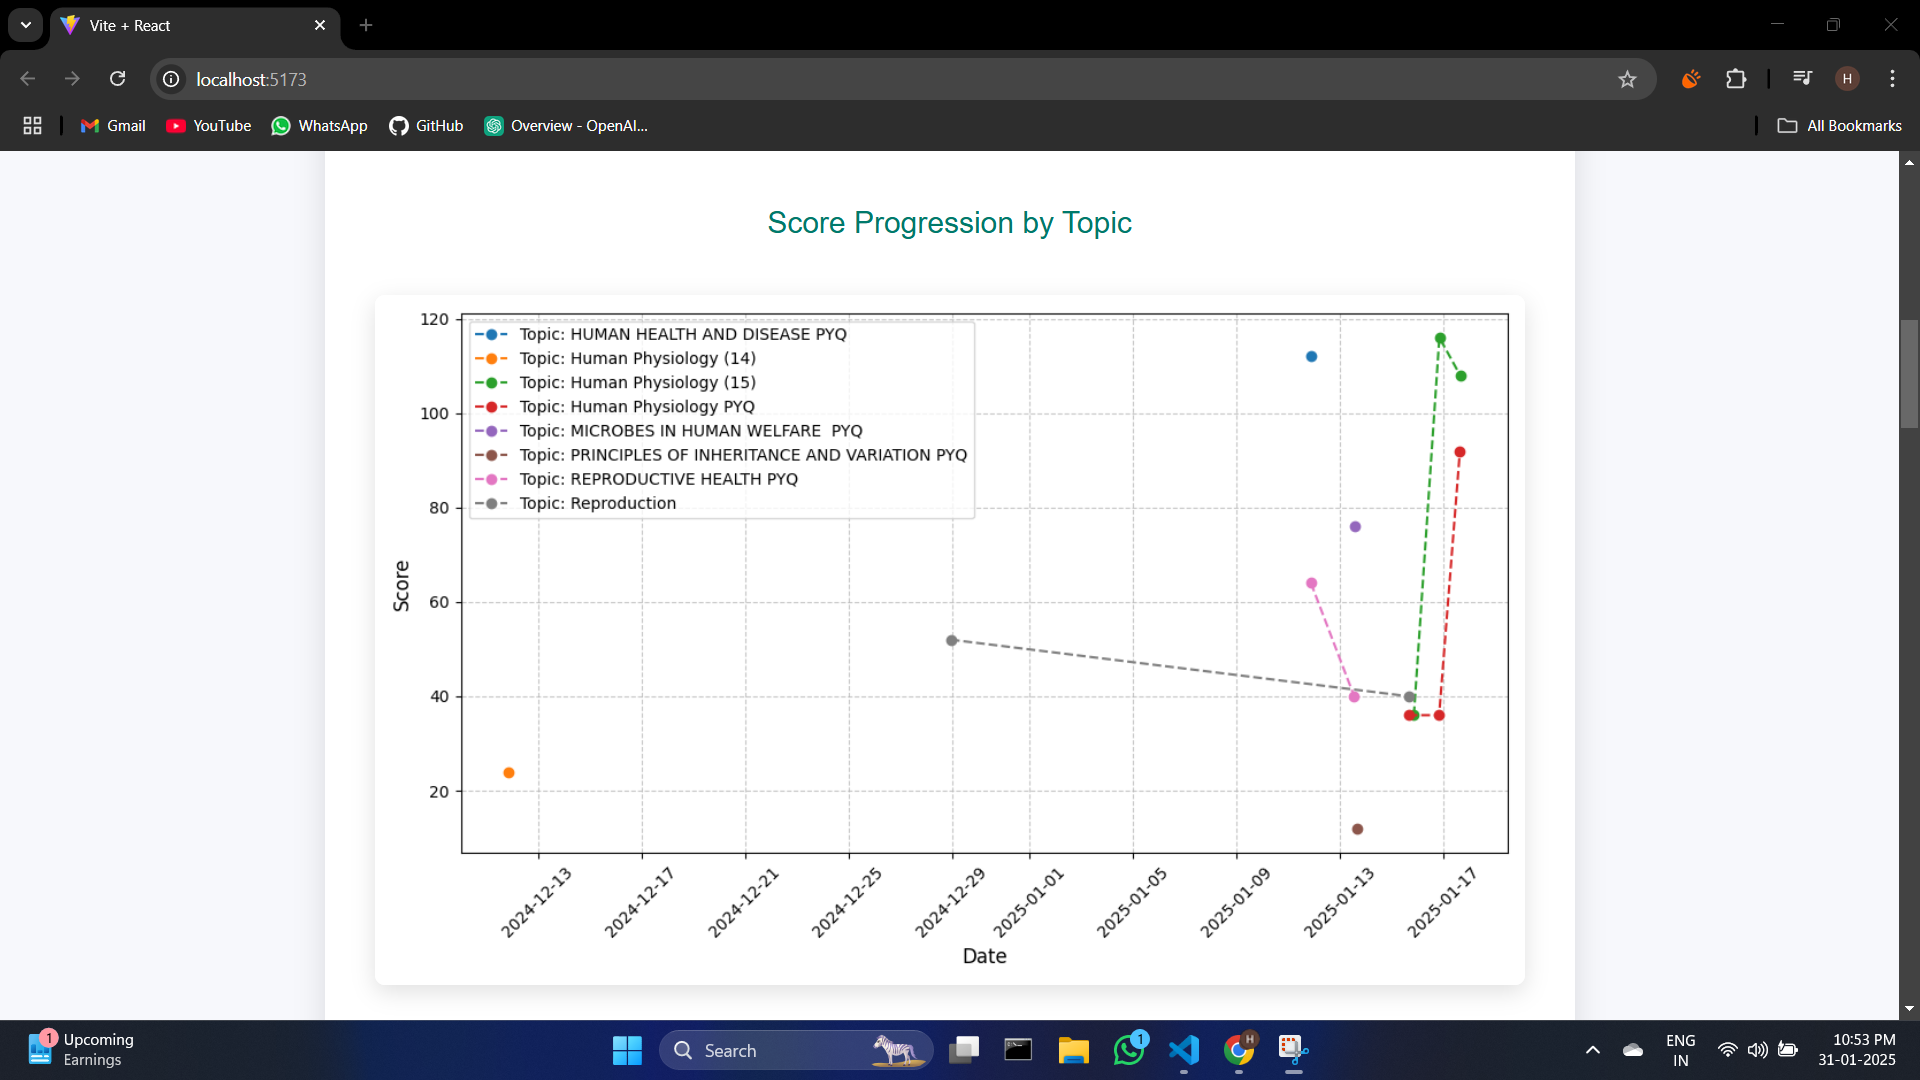 Vite + React
localhost:5173
Gmail
YouTube
WhatsApp
GitHub
Overview - OpenAI...
All Bookmarks
H
Score Progression by Topic
120
100
80
60
40
20
Score
Topic: HUMAN HEALTH AND DISEASE PYQ
Topic: Human Physiology (14)
Topic: Human Physiology (15)
Topic: Human Physiology PYQ
Topic: MICROBES IN HUMAN WELFARE  PYQ
Topic: PRINCIPLES OF INHERITANCE AND VARIATION PYQ
Topic: REPRODUCTIVE HEALTH PYQ
Topic: Reproduction
2024-12-13
2024-12-17
2024-12-21
2024-12-25
2024-12-29
2025-01-01
2025-01-05
2025-01-09
2025-01-13
2025-01-17
Date
1
Upcoming
Earnings
Search
1
H
ENG
IN
10:53 PM
31-01-2025